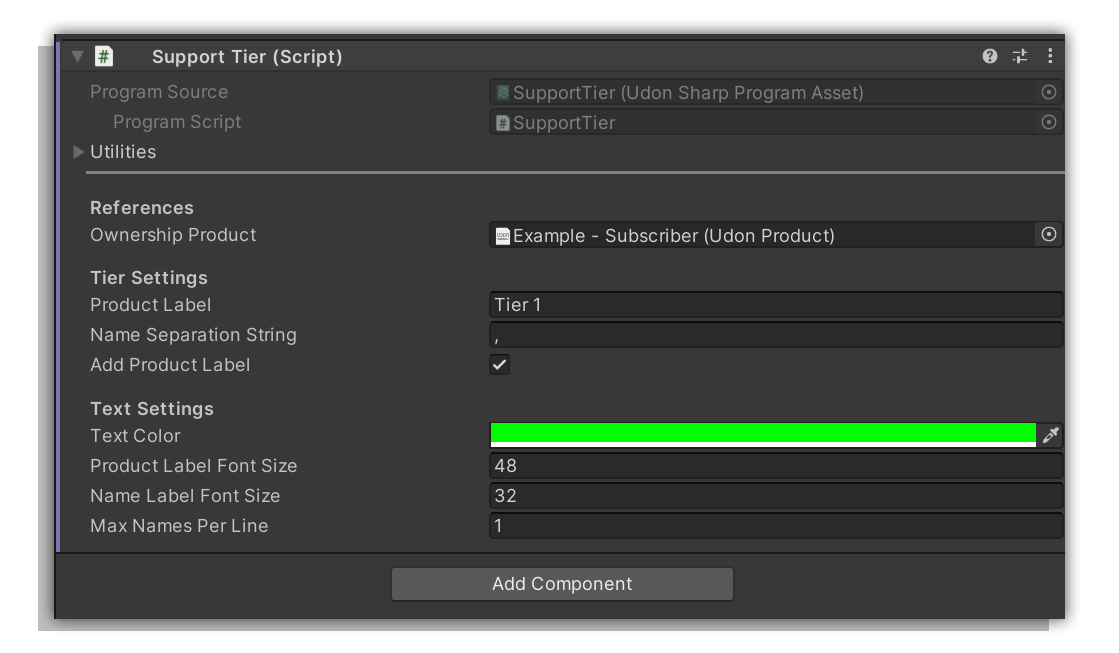 Support Tier (Script)
Program Source SupportTier (Udon Sharp Program Asset)
Program Script SupportTier
Utilities
References
Ownership Product Example - Subscriber (Udon Product)
Tier Settings
Product Label Tier 1
Name Separation String ,
Add Product Label
Text Settings
Text Color
Product Label Font Size 48
Name Label Font Size 32
Max Names Per Line 1
Add Component